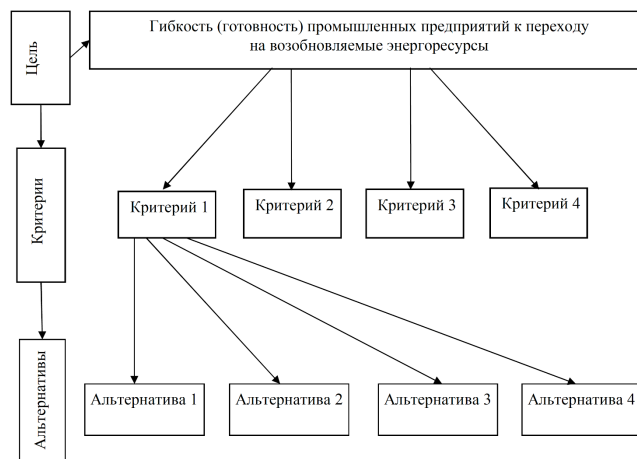 Цель
Гибкость (готовность) промышленных предприятий к переходу
на возобновляемые энергоресурсы
Критерии
Критерий 1
Критерий 2
Критерий 3
Критерий 4
Альтернативы
Альтернатива 1
Альтернатива 2
Альтернатива 3
Альтернатива 4